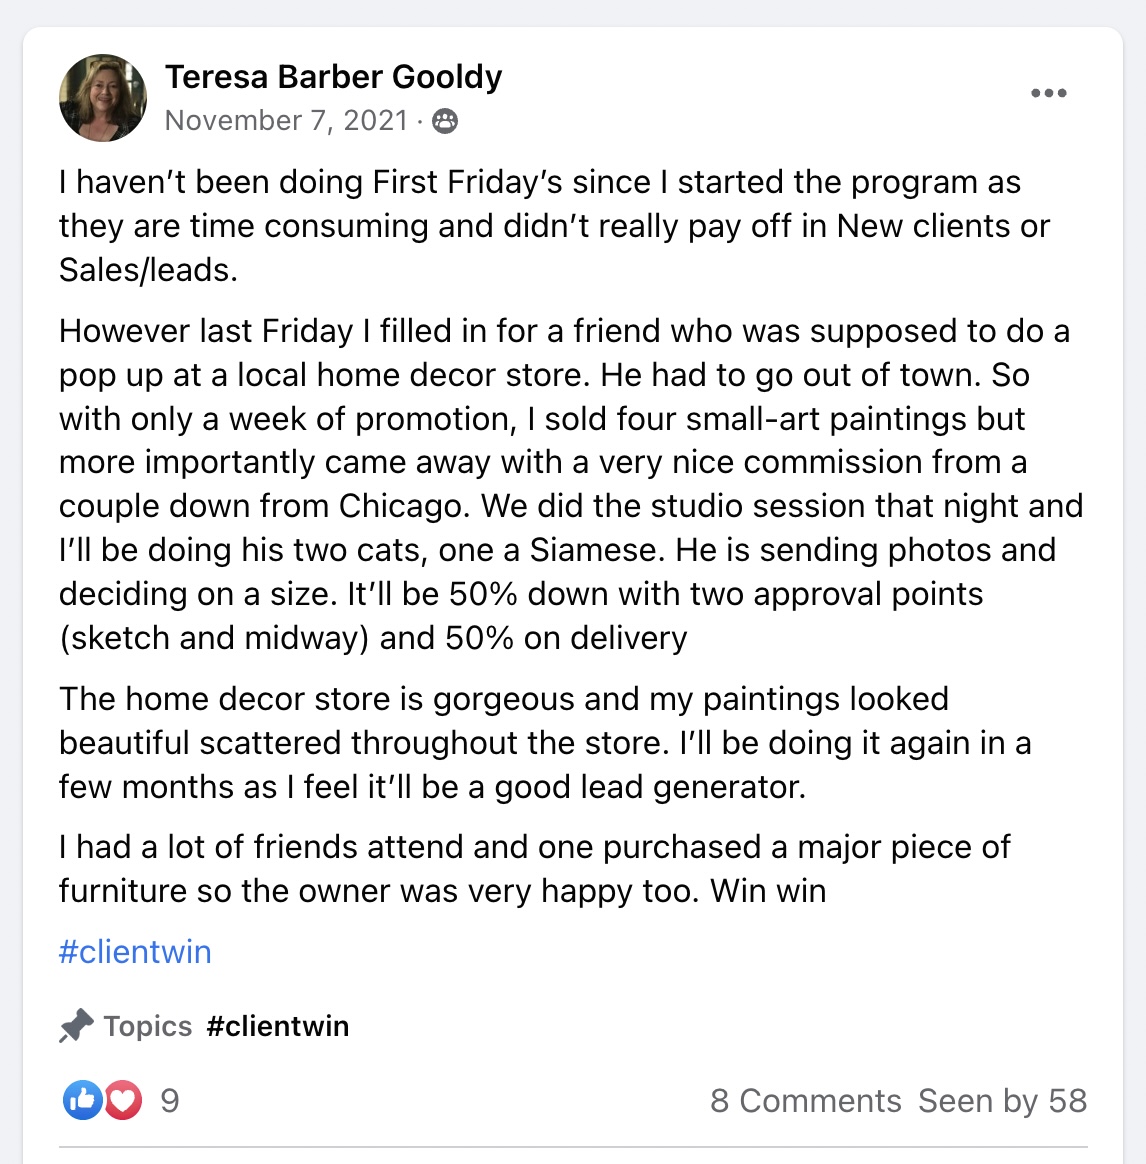 Teresa Barber Gooldy
November 7, 2021 ·
I haven’t been doing First Friday’s since I started the program as
they are time consuming and didn’t really pay off in New clients or
Sales/leads.
However last Friday I filled in for a friend who was supposed to do a
pop up at a local home decor store. He had to go out of town. So
with only a week of promotion, I sold four small-art paintings but
more importantly came away with a very nice commission from a
couple down from Chicago. We did the studio session that night and
I’ll be doing his two cats, one a Siamese. He is sending photos and
deciding on a size. It’ll be 50% down with two approval points
(sketch and midway) and 50% on delivery
The home decor store is gorgeous and my paintings looked
beautiful scattered throughout the store. I’ll be doing it again in a
few months as I feel it’ll be a good lead generator.
I had a lot of friends attend and one purchased a major piece of
furniture so the owner was very happy too. Win win
#clientwin
Topics #clientwin
9 8 Comments Seen by 58